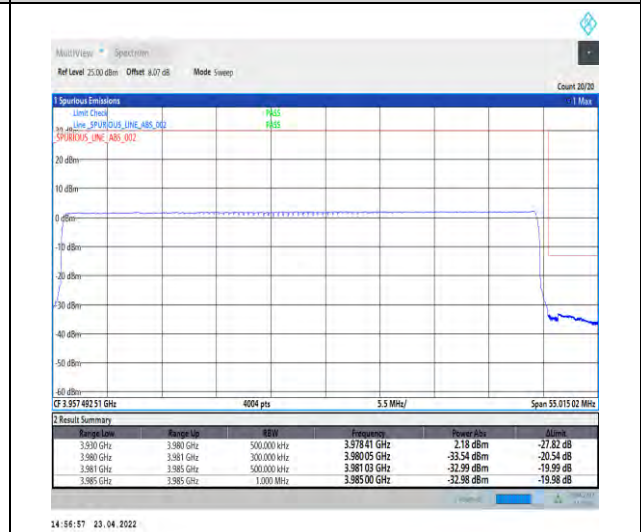 MultiView Spectrum
Ref Level 25.00 dBm Offset 8.07 dB Mode Sweep
Count 20/20
1 Spurious Emissions 1 Max
Limit Check PASS
Line _SPURIOUS_LINE_ABS_002 PASS
_SPURIOUS_LINE_ABS_002
20 dBm
10 dBm
0 dBm
-10 dBm
-20 dBm
-30 dBm
-40 dBm
-50 dBm
-60 dBm
CF 3.957 492 51 GHz 4004 pts 5.5 MHz/ Span 55.015 02 MHz
2 Result Summary
Range Low Range Up RBW Frequency Power Abs ΔLimit
3.930 GHz 3.980 GHz 500.000 kHz 3.978 41 GHz 2.18 dBm -27.82 dB
3.980 GHz 3.981 GHz 300.000 kHz 3.980 05 GHz -33.54 dBm -20.54 dB
3.981 GHz 3.985 GHz 500.000 kHz 3.981 03 GHz -32.99 dBm -19.99 dB
3.985 GHz 3.985 GHz 1.000 MHz 3.985 00 GHz -32.98 dBm -19.98 dB
14:56:57 23.04.2022